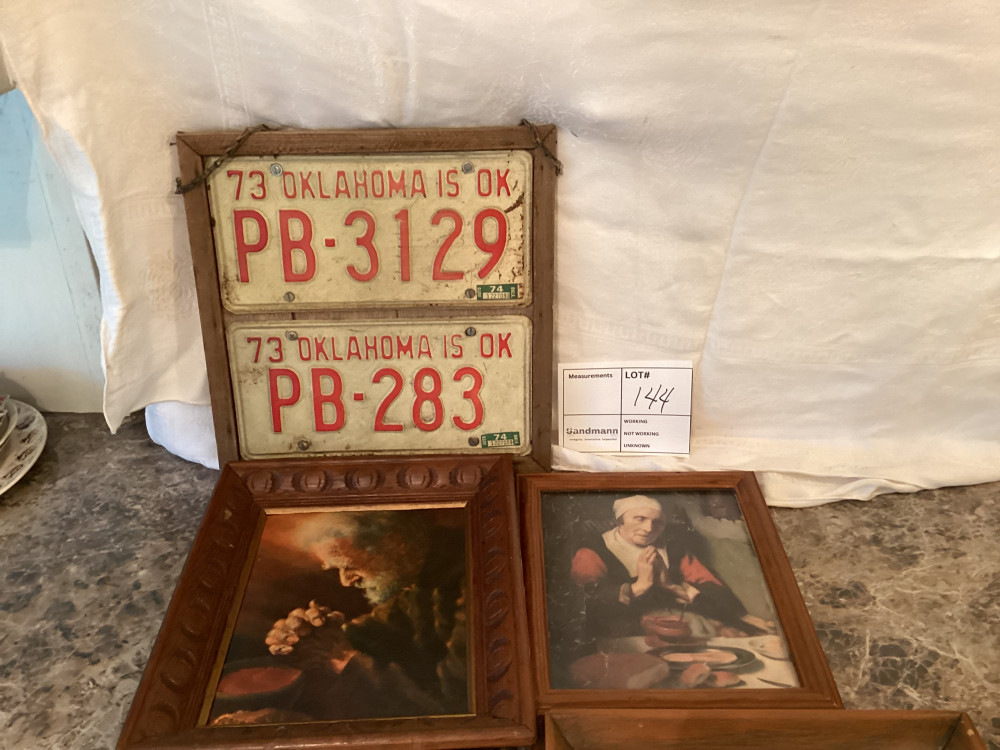 73 OKLAHOMA IS OK
PB-3129
74
73 OKLAHOMA IS OK
PB-283
74
Measurements
LOT#
144
Sandmann
WORKING
NOT WORKING
UNKNOWN